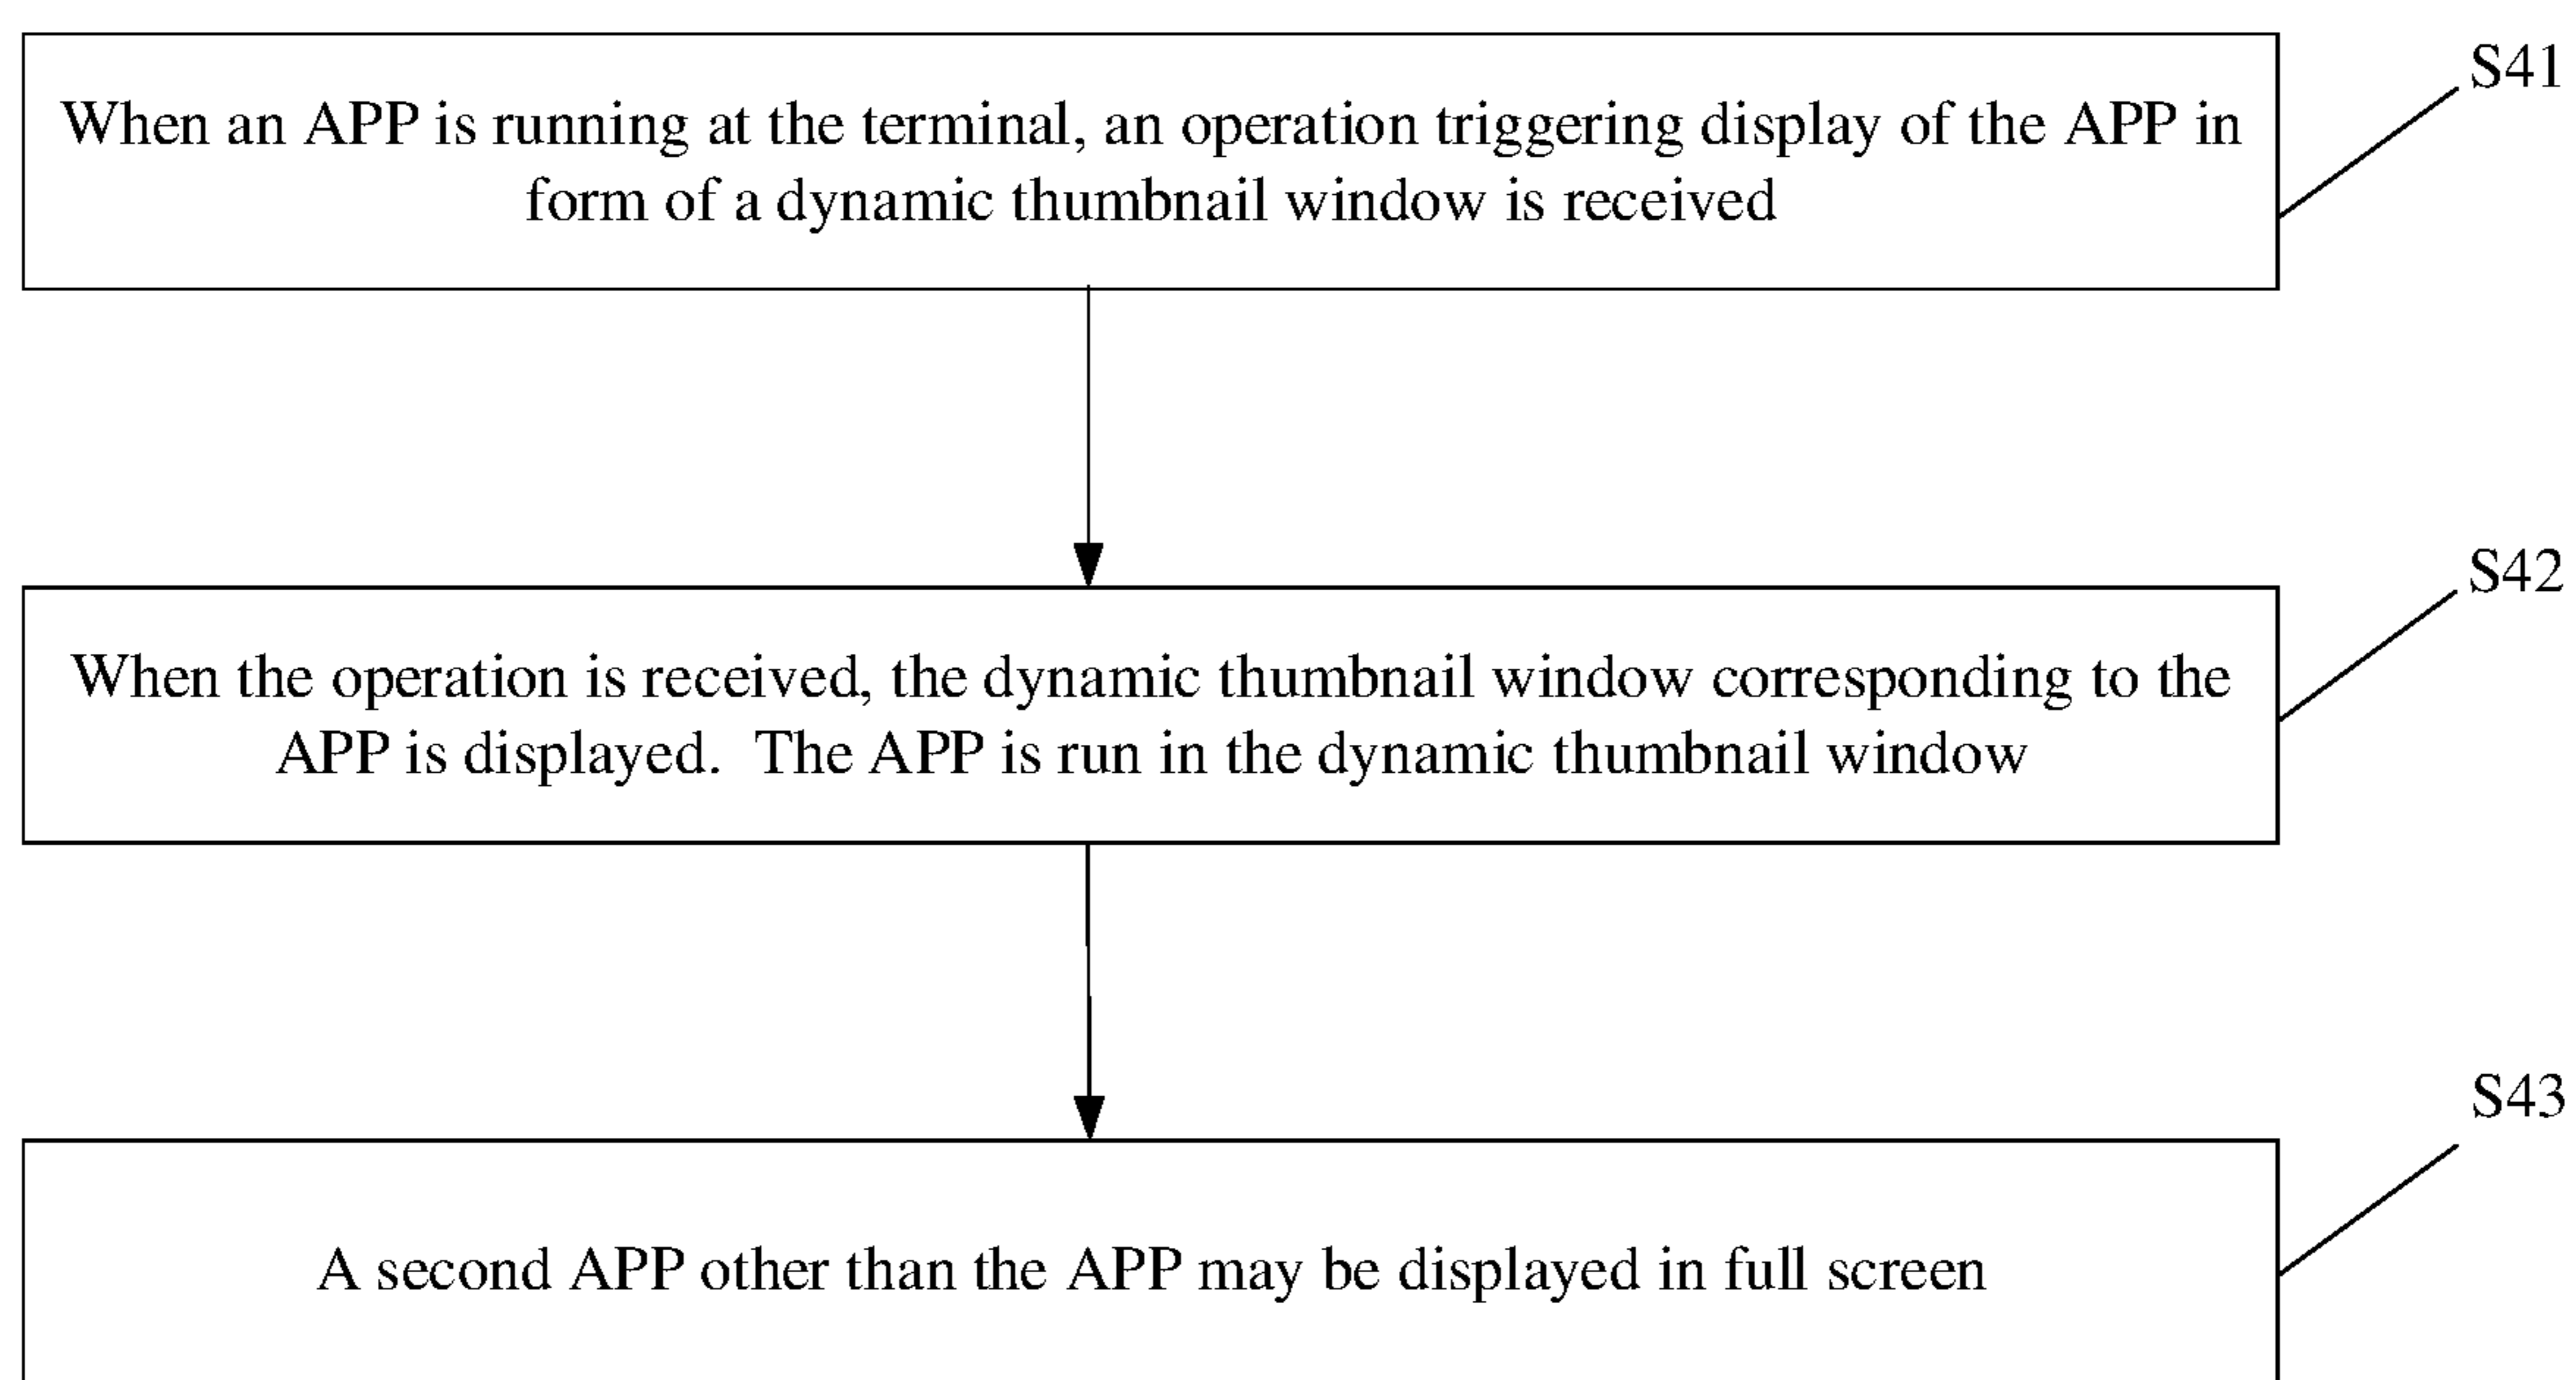 S41
When an APP is running at the terminal, an operation triggering display of the APP in
form of a dynamic thumbnail window is received
S42
When the operation is received, the dynamic thumbnail window corresponding to the
APP is displayed.  The APP is run in the dynamic thumbnail window
S43
A second APP other than the APP may be displayed in full screen